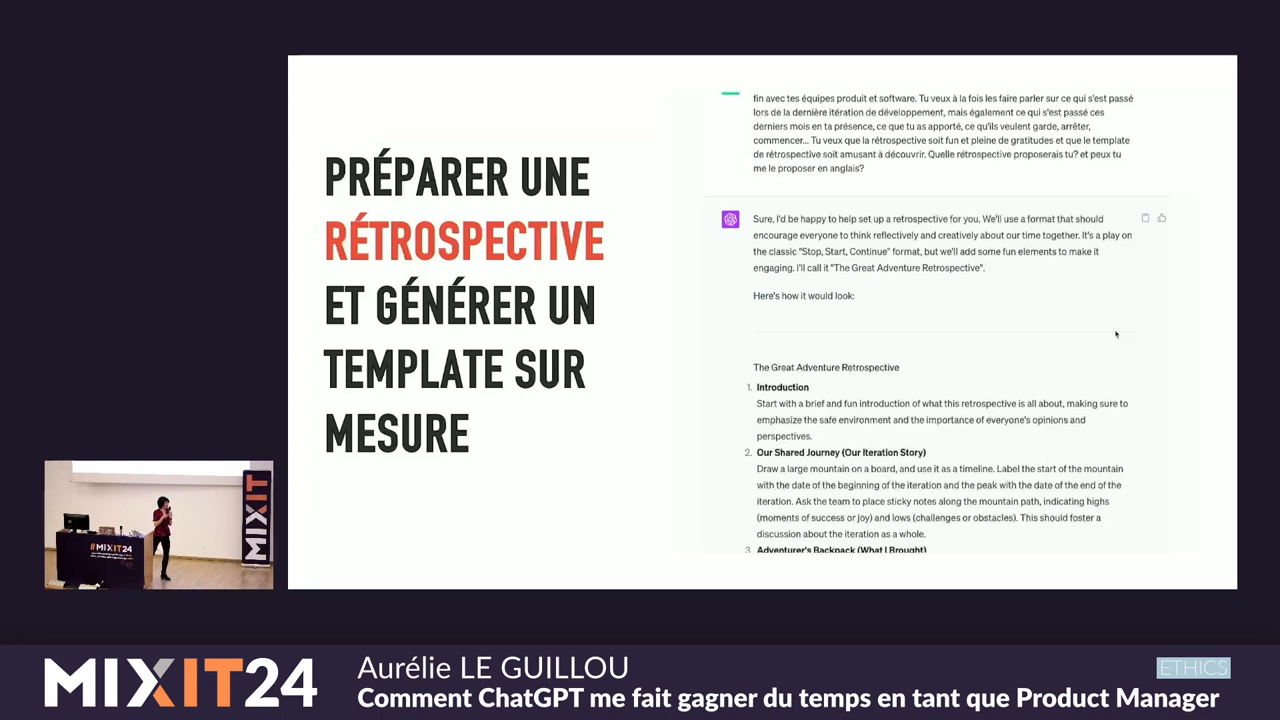 PRÉPARER UNE
RÉTROSPECTIVE
ET GÉNÉRER UN
TEMPLATE SUR
MESURE
fin avec tes équipes produit et software. Tu veux à la fois les faire parler sur ce qui s'est passé
lors de la dernière itération de développement, mais également ce qui s'est passé ces
derniers mois en ta présence, ce que tu as apporté, ce qu'ils veulent garde, arrêter,
commencer... Tu veux que la rétrospective soit fun et pleine de gratitudes et que le template
de rétrospective soit amusant à découvrir. Quelle rétrospective proposerais tu? et peux tu
me le proposer en anglais?
Sure, I'd be happy to help set up a retrospective for you. We'll use a format that should
encourage everyone to think reflectively and creatively about our time together. It's a play on
the classic "Stop, Start, Continue" format, but we'll add some fun elements to make it
engaging. I'll call it "The Great Adventure Retrospective".
Here's how it would look:
The Great Adventure Retrospective
1. Introduction
Start with a brief and fun introduction of what this retrospective is all about, making sure to
emphasize the safe environment and the importance of everyone's opinions and
perspectives.
2. Our Shared Journey (Our Iteration Story)
Draw a large mountain on a board, and use it as a timeline. Label the start of the mountain
with the date of the beginning of the iteration and the peak with the date of the end of the
iteration. Ask the team to place sticky notes along the mountain path, indicating highs
(moments of success or joy) and lows (challenges or obstacles). This should foster a
discussion about the iteration as a whole.
3 Adventurer's Backpack (What I Brought)
MIXIT
#MIXIT24
MIXIT24
Aurélie LE GUILLOU
Comment ChatGPT me fait gagner du temps en tant que Product Manager
ETHICS